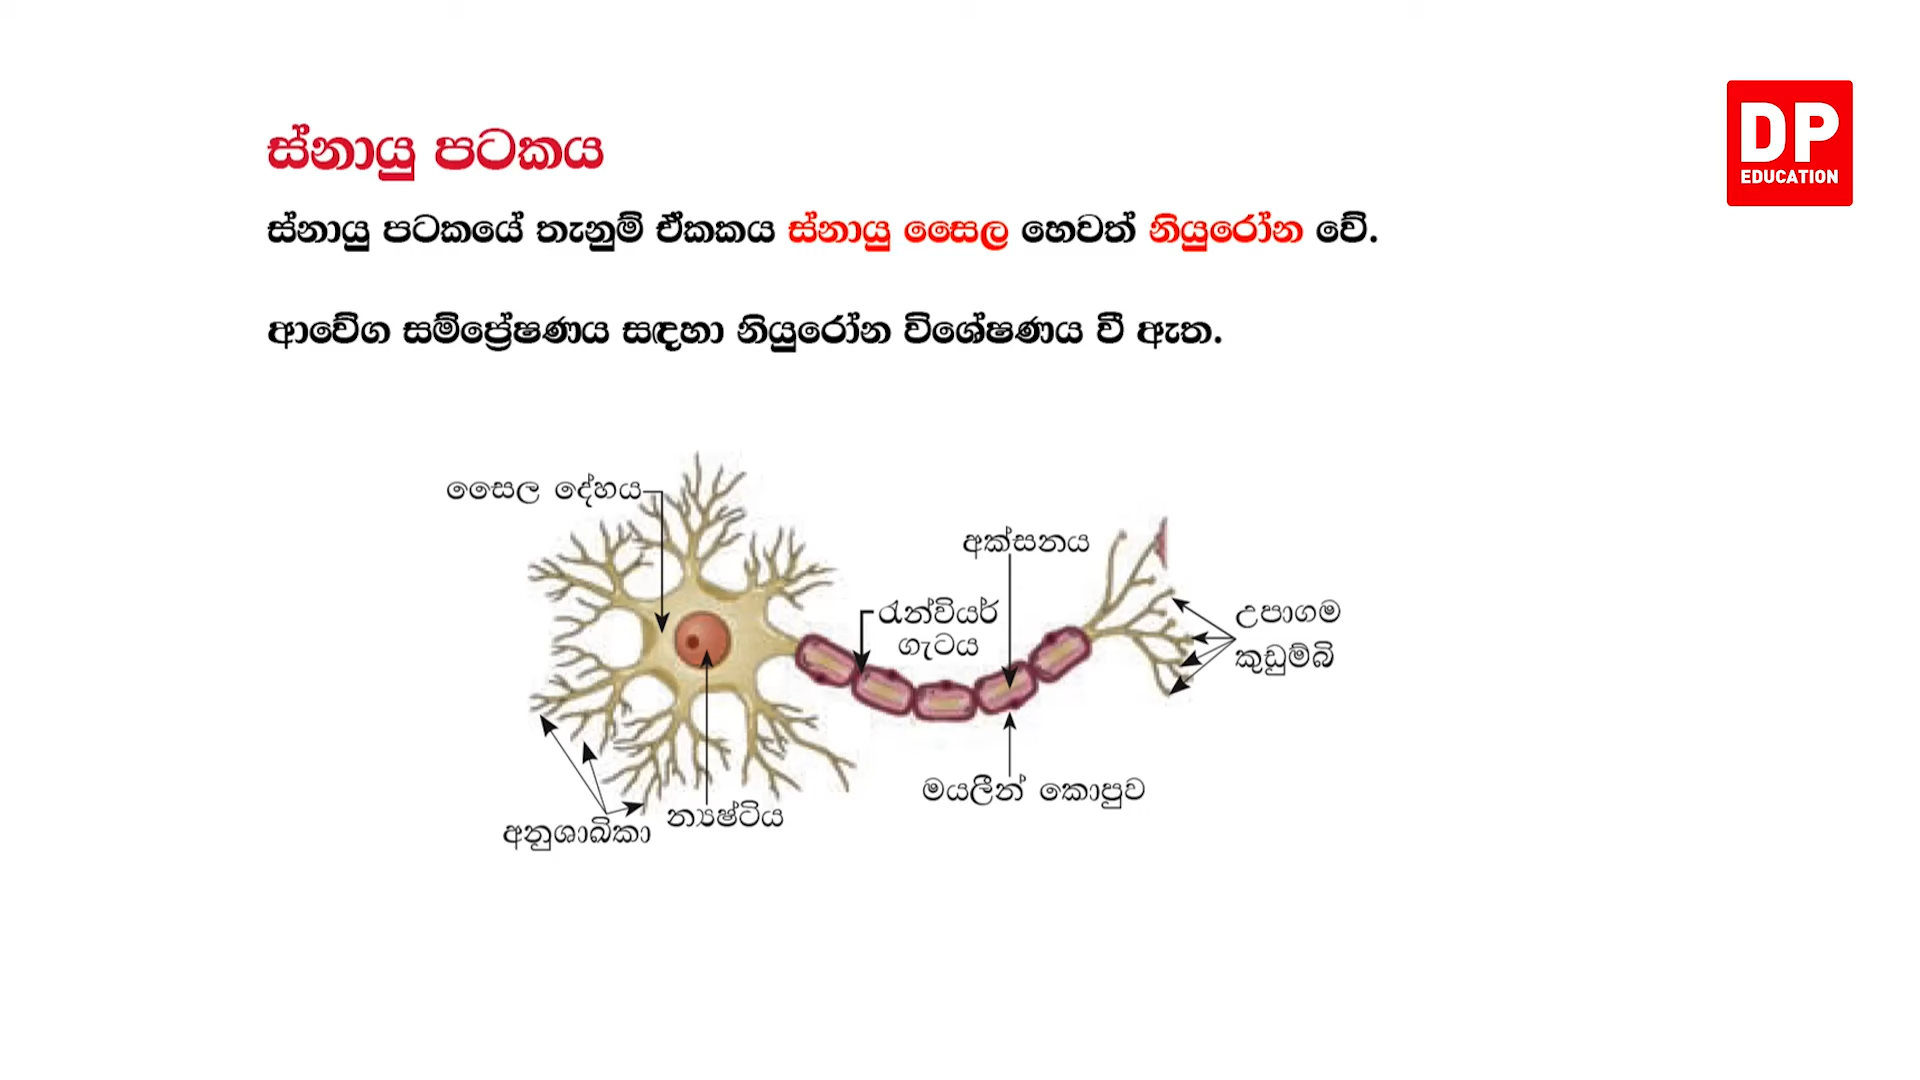 ස්නායු පටකය
DP
EDUCATION
ස්නායු පටකයේ තැනුම් ඒකකය ස්නායු සෛල හෙවත් නියුරෝන වේ.
ආවේග සම්ප්‍රේෂණය සඳහා නියුරෝන විශේෂණය වී ඇත.
සෛල දේහය
අක්සනය
රැන්වියර්
ගැටය
උපාගම
කුඩුම්බි
මයලීන් කොපුව
න්‍යෂ්ටිය
අනුශාඛිකා